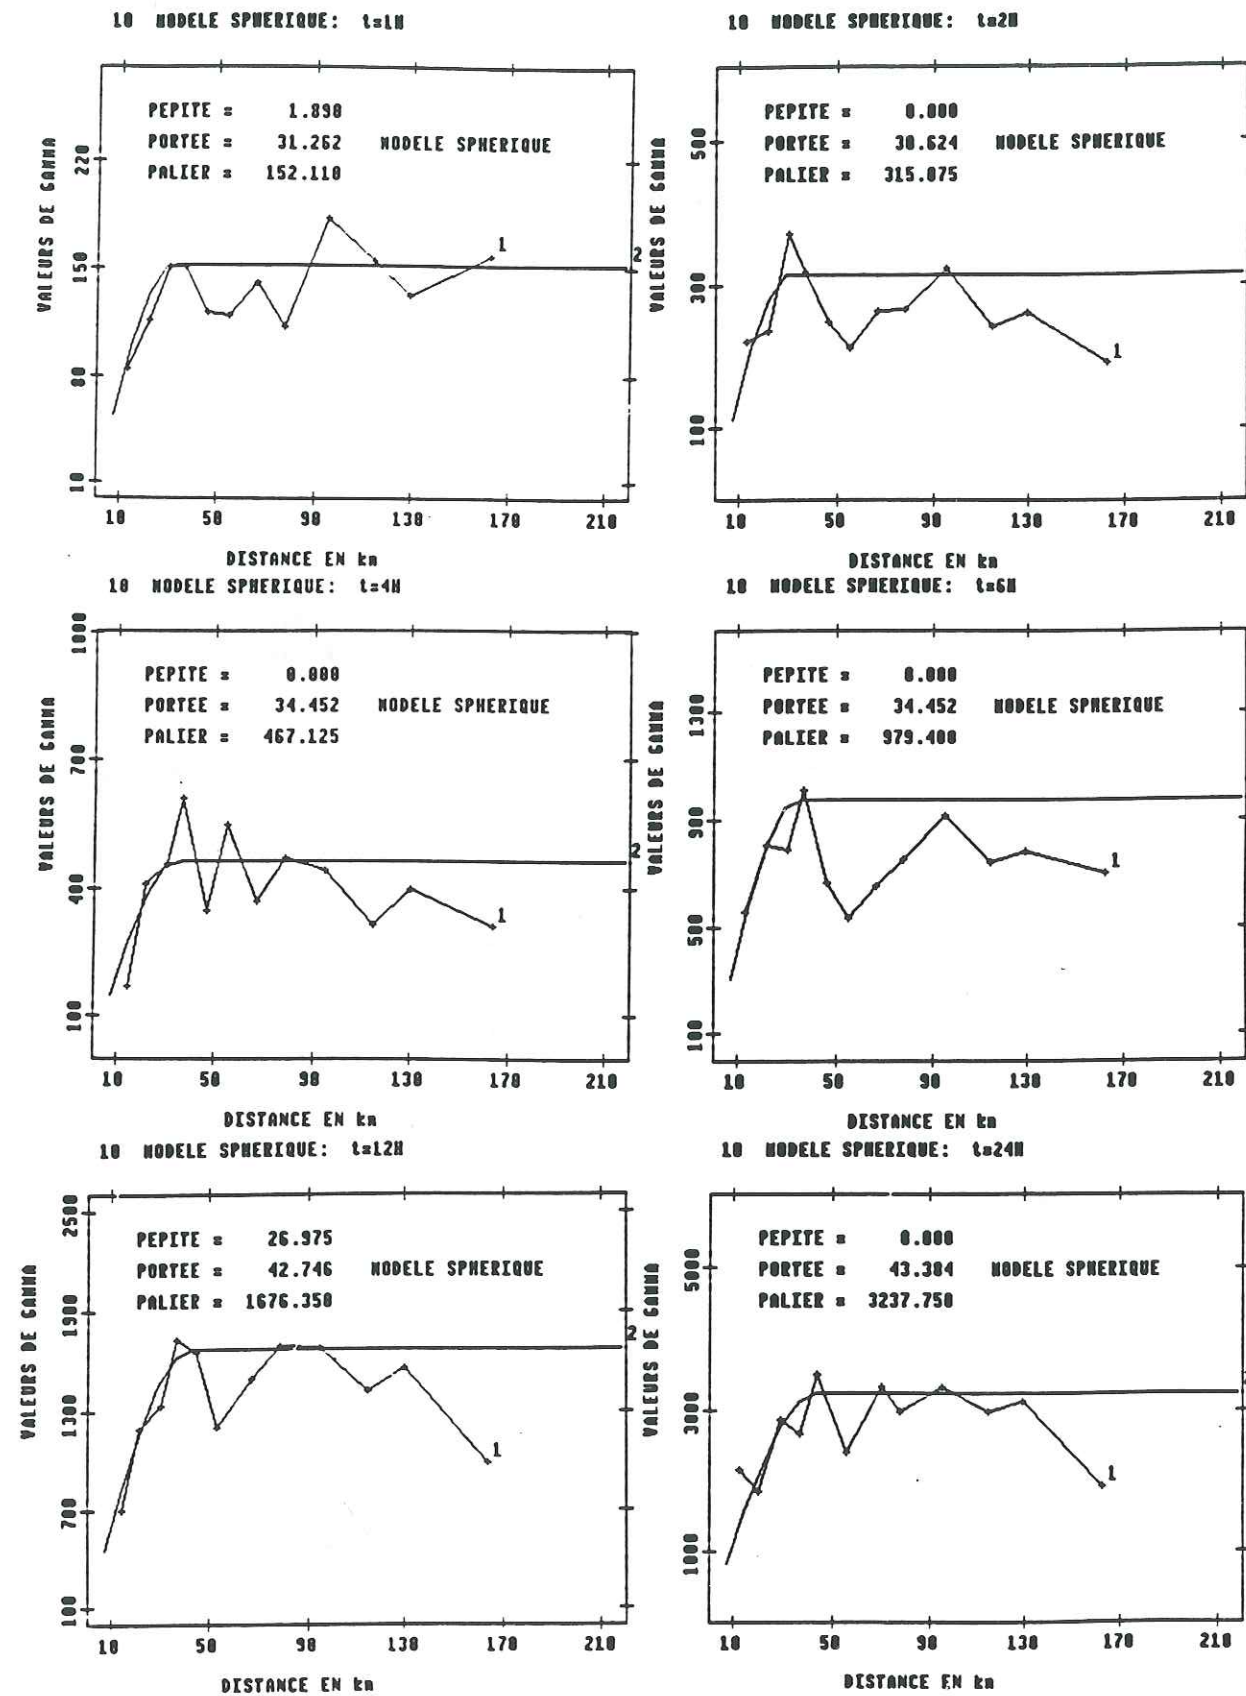 10 MODELE SPHERIQUE: t=1H
PEPITE = 1.890
PORTEE = 31.262 MODELE SPHERIQUE
PALIER = 152.110
VALEURS DE GAMMA
220
150
80
10
1
2
10 50 90 130 170 210
DISTANCE EN km
10 MODELE SPHERIQUE: t=2H
PEPITE = 0.000
PORTEE = 30.624 MODELE SPHERIQUE
PALIER = 315.075
VALEURS DE GAMMA
500
300
100
1
10 50 90 130 170 210
DISTANCE EN km
10 MODELE SPHERIQUE: t=4H
PEPITE = 0.000
PORTEE = 34.452 MODELE SPHERIQUE
PALIER = 467.125
VALEURS DE GAMMA
1000
700
400
100
1
2
10 50 90 130 170 210
DISTANCE EN km
10 MODELE SPHERIQUE: t=6H
PEPITE = 0.000
PORTEE = 34.452 MODELE SPHERIQUE
PALIER = 979.400
VALEURS DE GAMMA
1300
900
500
100
1
10 50 90 130 170 210
DISTANCE EN km
10 MODELE SPHERIQUE: t=12H
PEPITE = 26.975
PORTEE = 42.746 MODELE SPHERIQUE
PALIER = 1676.350
VALEURS DE GAMMA
2500
1900
1300
700
100
1
2
10 50 90 130 170 210
DISTANCE EN km
10 MODELE SPHERIQUE: t=24H
PEPITE = 0.000
PORTEE = 43.384 MODELE SPHERIQUE
PALIER = 3237.750
VALEURS DE GAMMA
5000
3000
1000
1
10 50 90 130 170 210
DISTANCE EN km